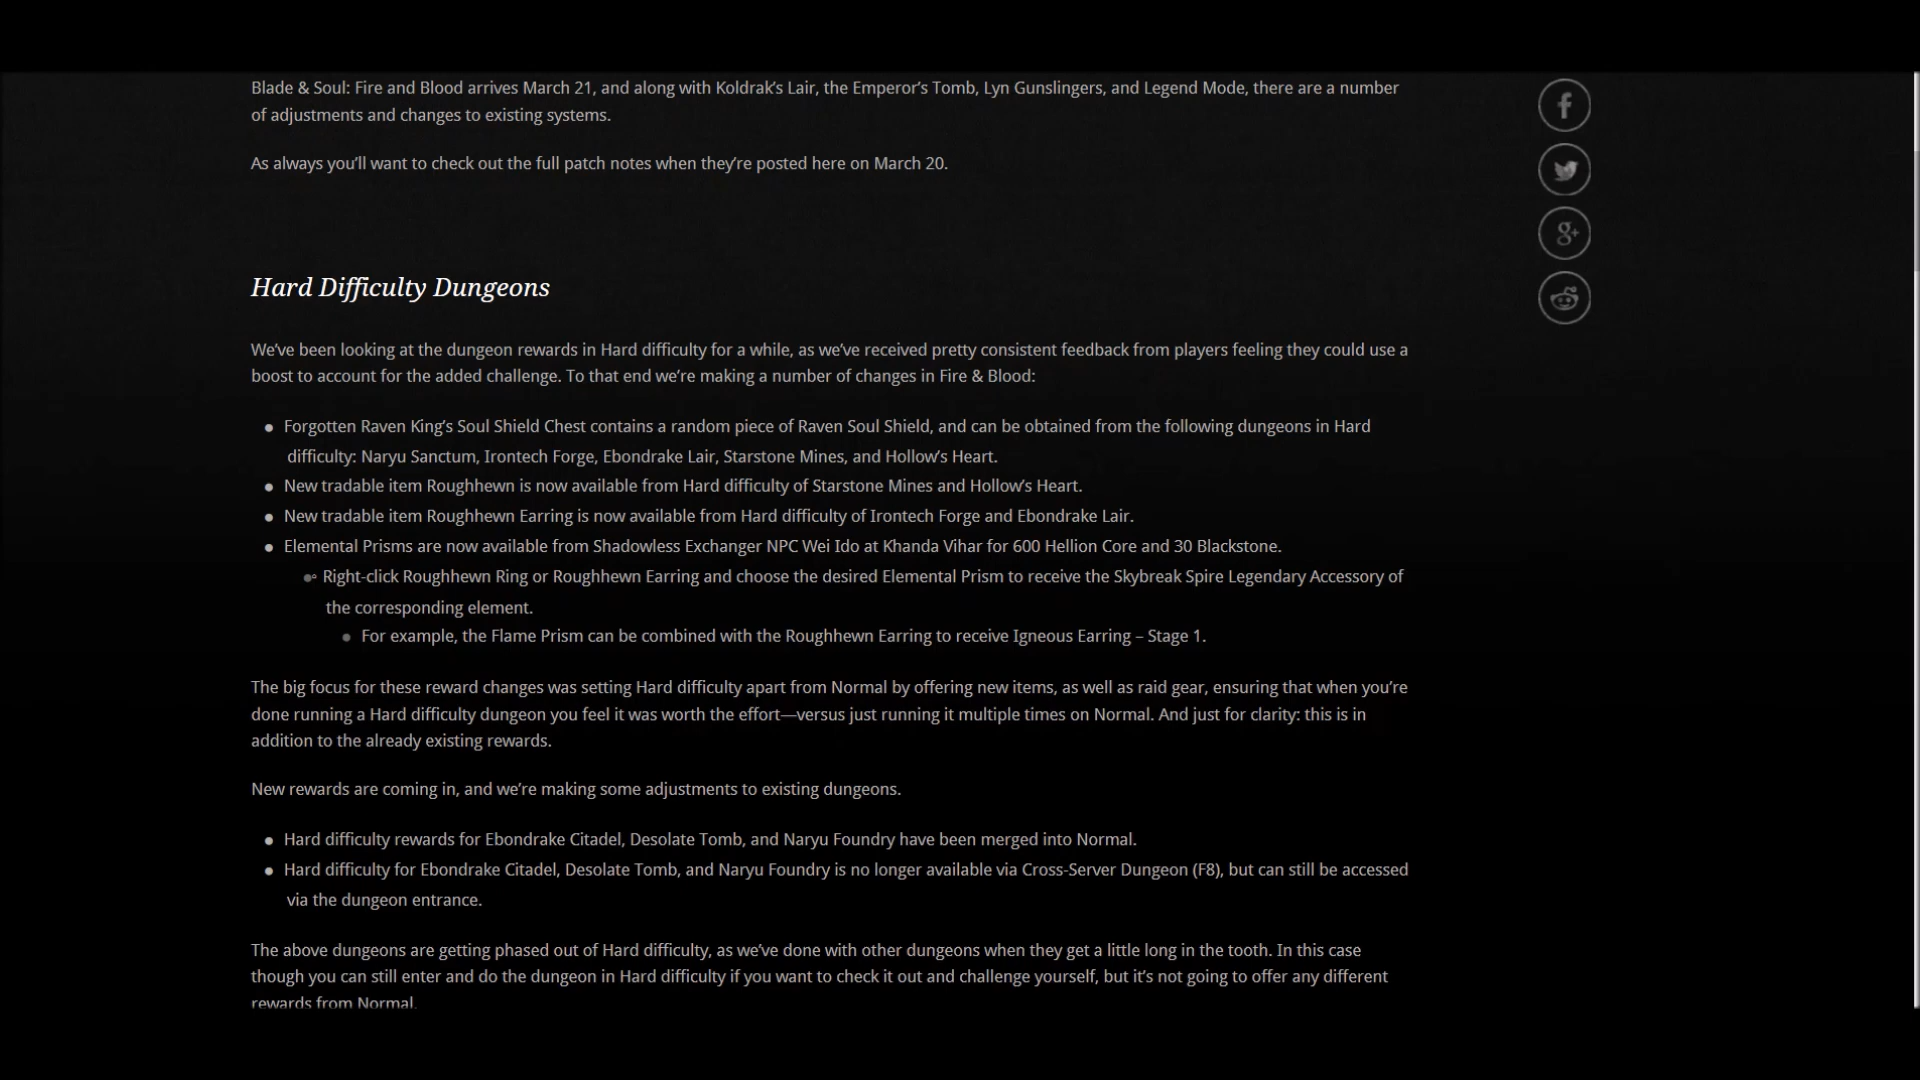 Blade & Soul: Fire and Blood arrives March 21, and along with Koldrak's Lair, the Emperor's Tomb, Lyn Gunslingers, and Legend Mode, there are a number
of adjustments and changes to existing systems.
As always you'll want to check out the full patch notes when they're posted here on March 20.
Hard Difficulty Dungeons
We've been looking at the dungeon rewards in Hard difficulty for a while, as we've received pretty consistent feedback from players feeling they could use a
boost to account for the added challenge. To that end we're making a number of changes in Fire & Blood:
Forgotten Raven King's Soul Shield Chest contains a random piece of Raven Soul Shield, and can be obtained from the following dungeons in Hard
difficulty: Naryu Sanctum, Irontech Forge, Ebondrake Lair, Starstone Mines, and Hollow's Heart.
New tradable item Roughhewn is now available from Hard difficulty of Starstone Mines and Hollow's Heart.
New tradable item Roughhewn Earring is now available from Hard difficulty of Irontech Forge and Ebondrake Lair.
Elemental Prisms are now available from Shadowless Exchanger NPC Wei Ido at Khanda Vihar for 600 Hellion Core and 30 Blackstone.
Right-click Roughhewn Ring or Roughhewn Earring and choose the desired Elemental Prism to receive the Skybreak Spire Legendary Accessory of
the corresponding element.
For example, the Flame Prism can be combined with the Roughhewn Earring to receive Igneous Earring – Stage 1.
The big focus for these reward changes was setting Hard difficulty apart from Normal by offering new items, as well as raid gear, ensuring that when you're
done running a Hard difficulty dungeon you feel it was worth the effort—versus just running it multiple times on Normal. And just for clarity: this is in
addition to the already existing rewards.
New rewards are coming in, and we're making some adjustments to existing dungeons.
Hard difficulty rewards for Ebondrake Citadel, Desolate Tomb, and Naryu Foundry have been merged into Normal.
Hard difficulty for Ebondrake Citadel, Desolate Tomb, and Naryu Foundry is no longer available via Cross-Server Dungeon (F8), but can still be accessed
via the dungeon entrance.
The above dungeons are getting phased out of Hard difficulty, as we've done with other dungeons when they get a little long in the tooth. In this case
though you can still enter and do the dungeon in Hard difficulty if you want to check it out and challenge yourself, but it's not going to offer any different
rewards from Normal.